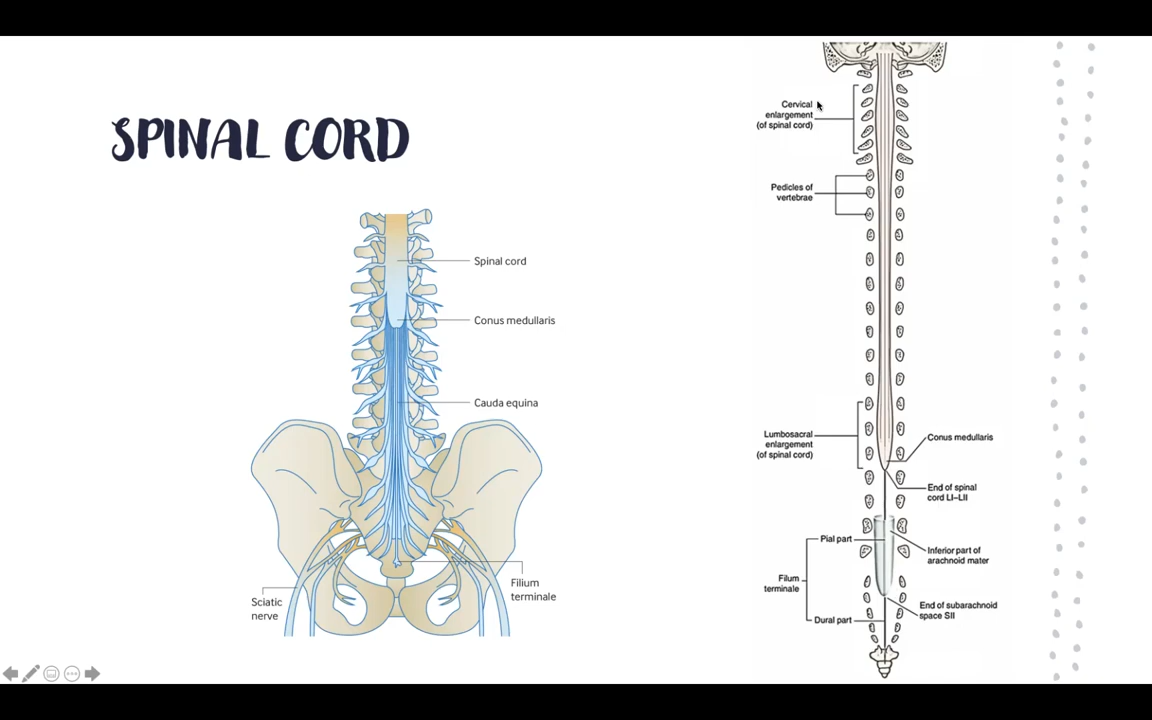 SPINAL CORD
Spinal cord
Conus medullaris
Cauda equina
Filium
terminale
Sciatic
nerve
Cervical
enlargement
(of spinal cord)
Pedicles of
vertebrae
Lumbosacral
enlargement
(of spinal cord)
Conus medullaris
End of spinal
cord LI–LII
Pial part
Inferior part of
arachnoid mater
Filum
terminale
End of subarachnoid
space SII
Dural part